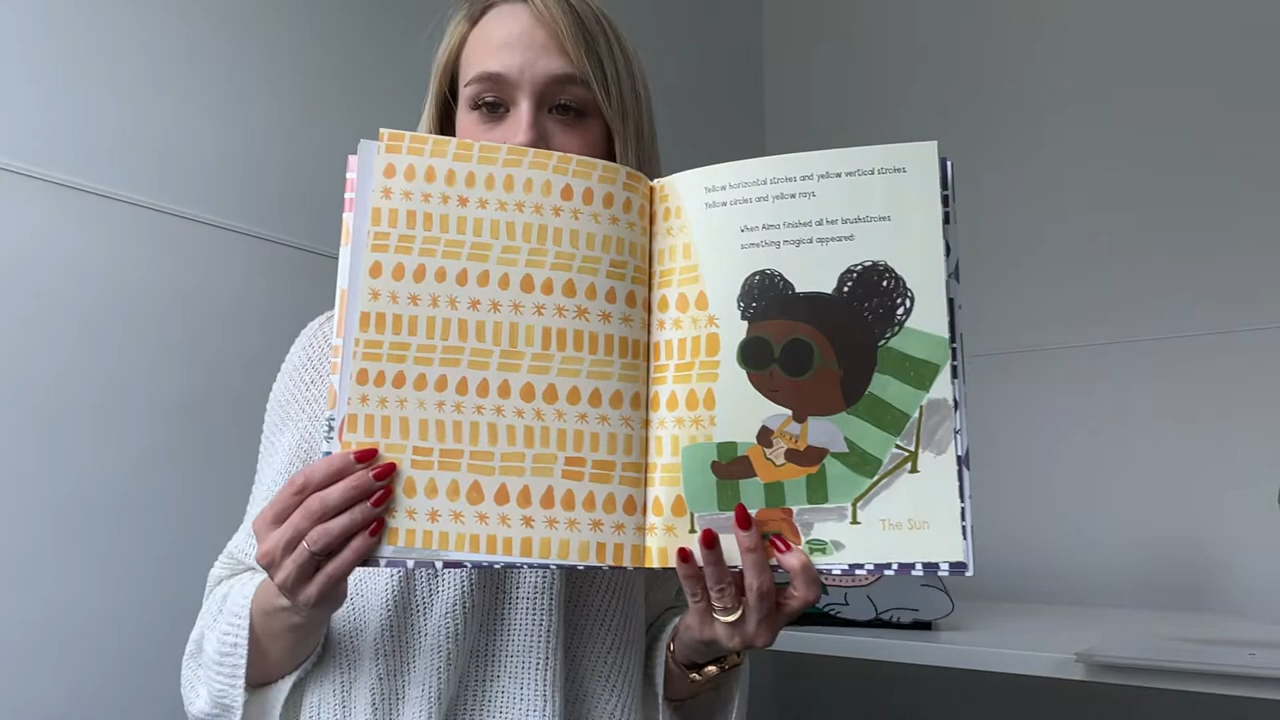 Yellow horizontal strokes and yellow vertical strokes.
Yellow circles and yellow rays.
When Alma finished all her brushstrokes
something magical appeared:
The Sun